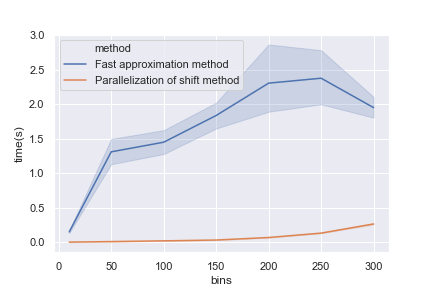 method
Fast approximation method
Parallelization of shift method
3.0
2.5
2.0
1.5
1.0
0.5
0.0
time(s)
0 50 100 150 200 250 300
bins